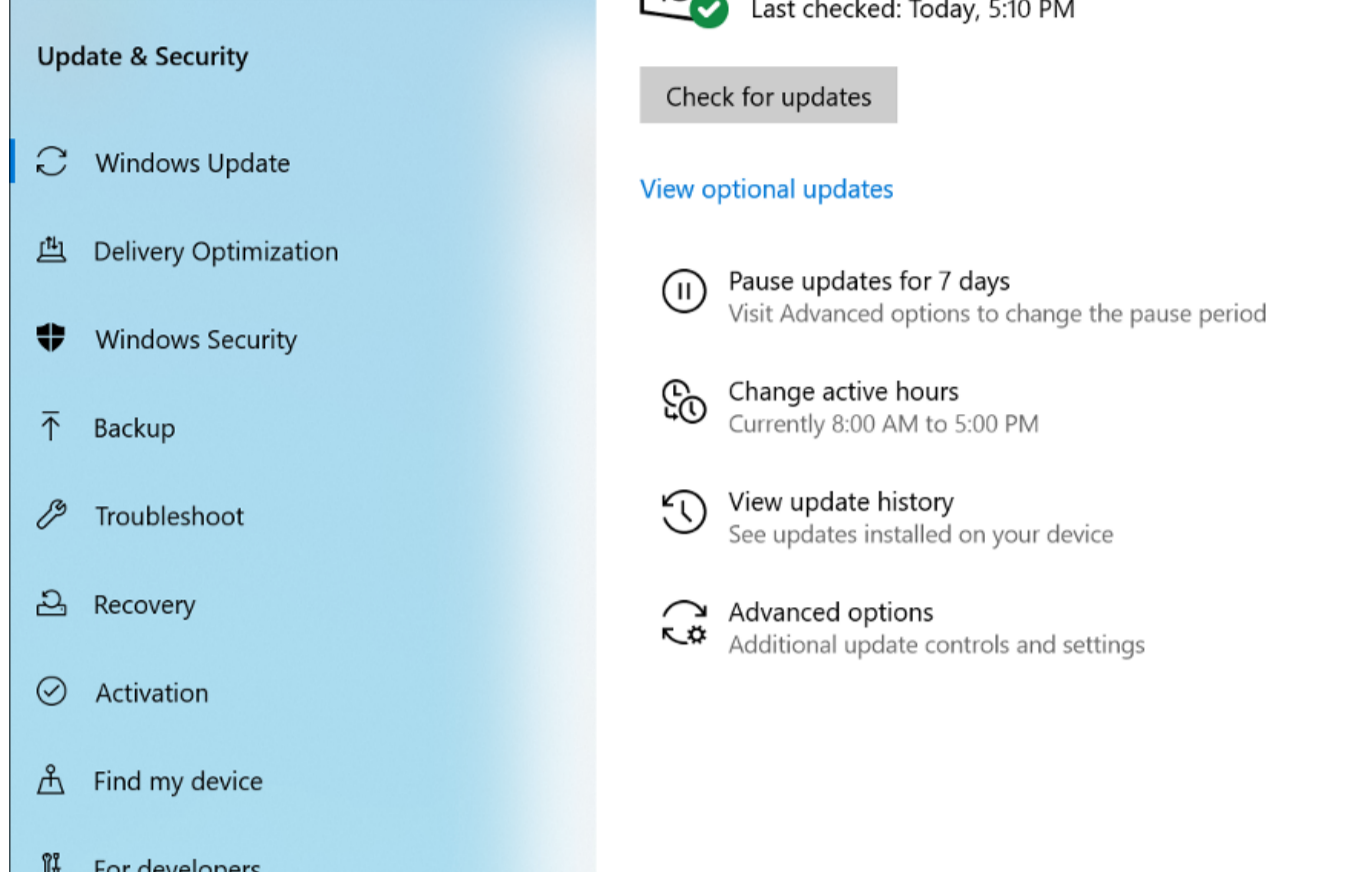 Update & Security
Windows Update
Delivery Optimization
Windows Security
Backup
Troubleshoot
Recovery
Activation
Find my device
For developers
Last checked: Today, 5:10 PM
Check for updates
View optional updates
Pause updates for 7 days
Visit Advanced options to change the pause period
Change active hours
Currently 8:00 AM to 5:00 PM
View update history
See updates installed on your device
Advanced options
Additional update controls and settings